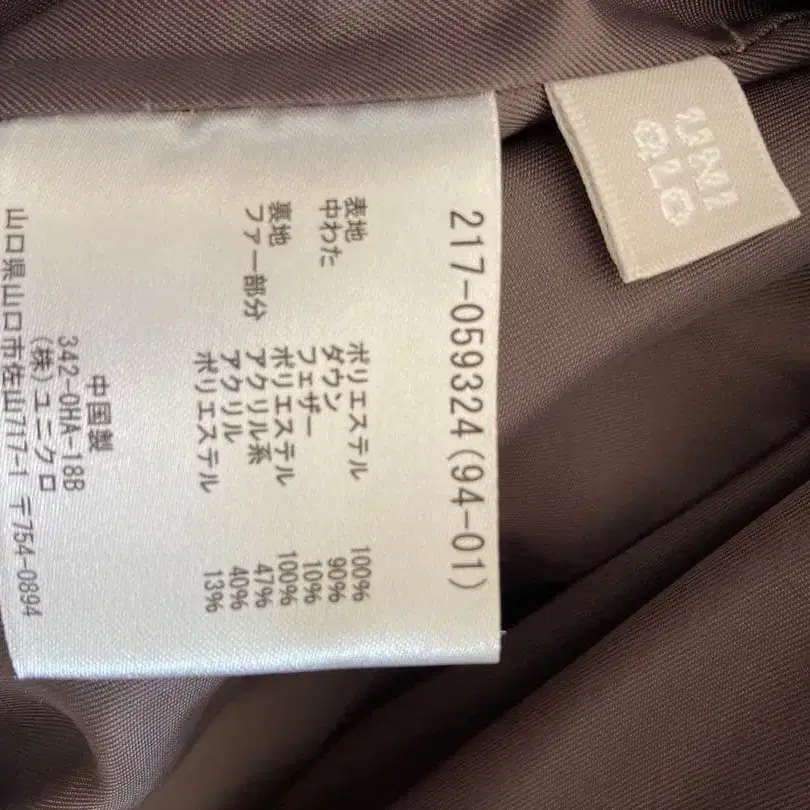 217-059324(94-01)
表地 ポリエステル 100%
中わた ダウン 90%
フェザー 10%
裏地 ポリエステル 100%
ファー部分 アクリル系 47%
アクリル 40%
ポリエステル 13%
中国製
342-0HA-18B
(株)ユニクロ
山口県山口市佐山717-1 〒754-0894
UNI
QLO